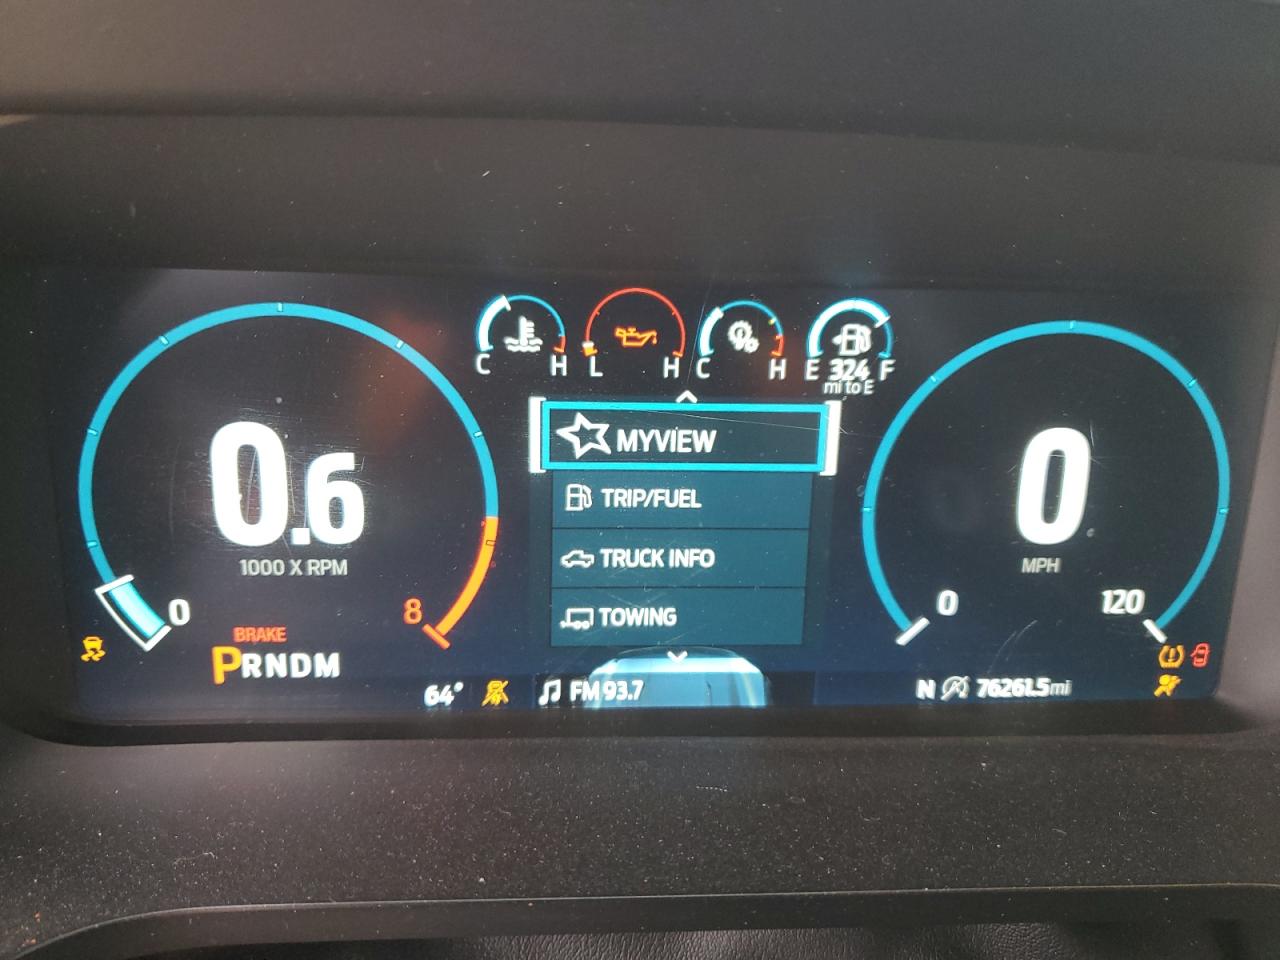 C H
L H
C H
E 324 F
mi to E
MYVIEW
TRIP/FUEL
TRUCK INFO
TOWING
0.6
1000 X RPM
0
8
BRAKE
PRNDM
64°
FM 93.7
0
MPH
0
120
N 76261.5mi